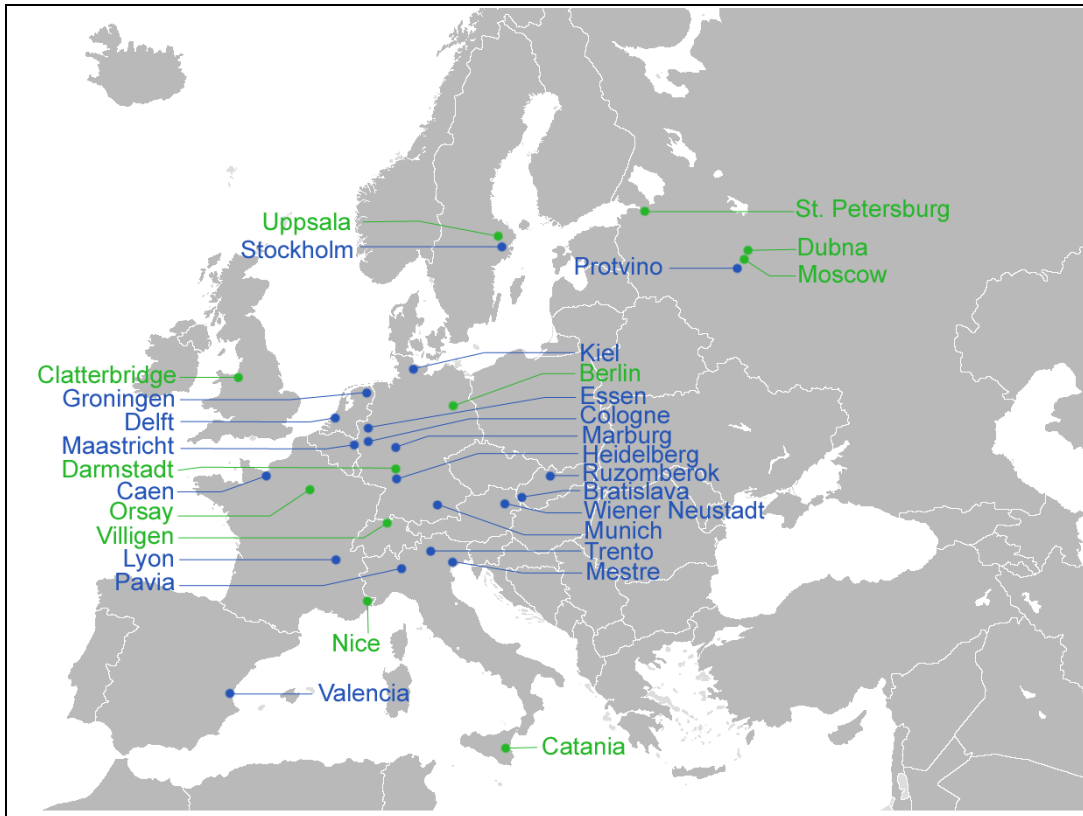 Uppsala
St. Petersburg
Stockholm
Dubna
Protvino
Moscow
Kiel
Clatterbridge
Berlin
Groningen
Essen
Delft
Cologne
Maastricht
Marburg
Darmstadt
Heidelberg
Caen
Ruzomberok
Bratislava
Orsay
Wiener Neustadt
Villigen
Munich
Lyon
Trento
Pavia
Mestre
Nice
Valencia
Catania